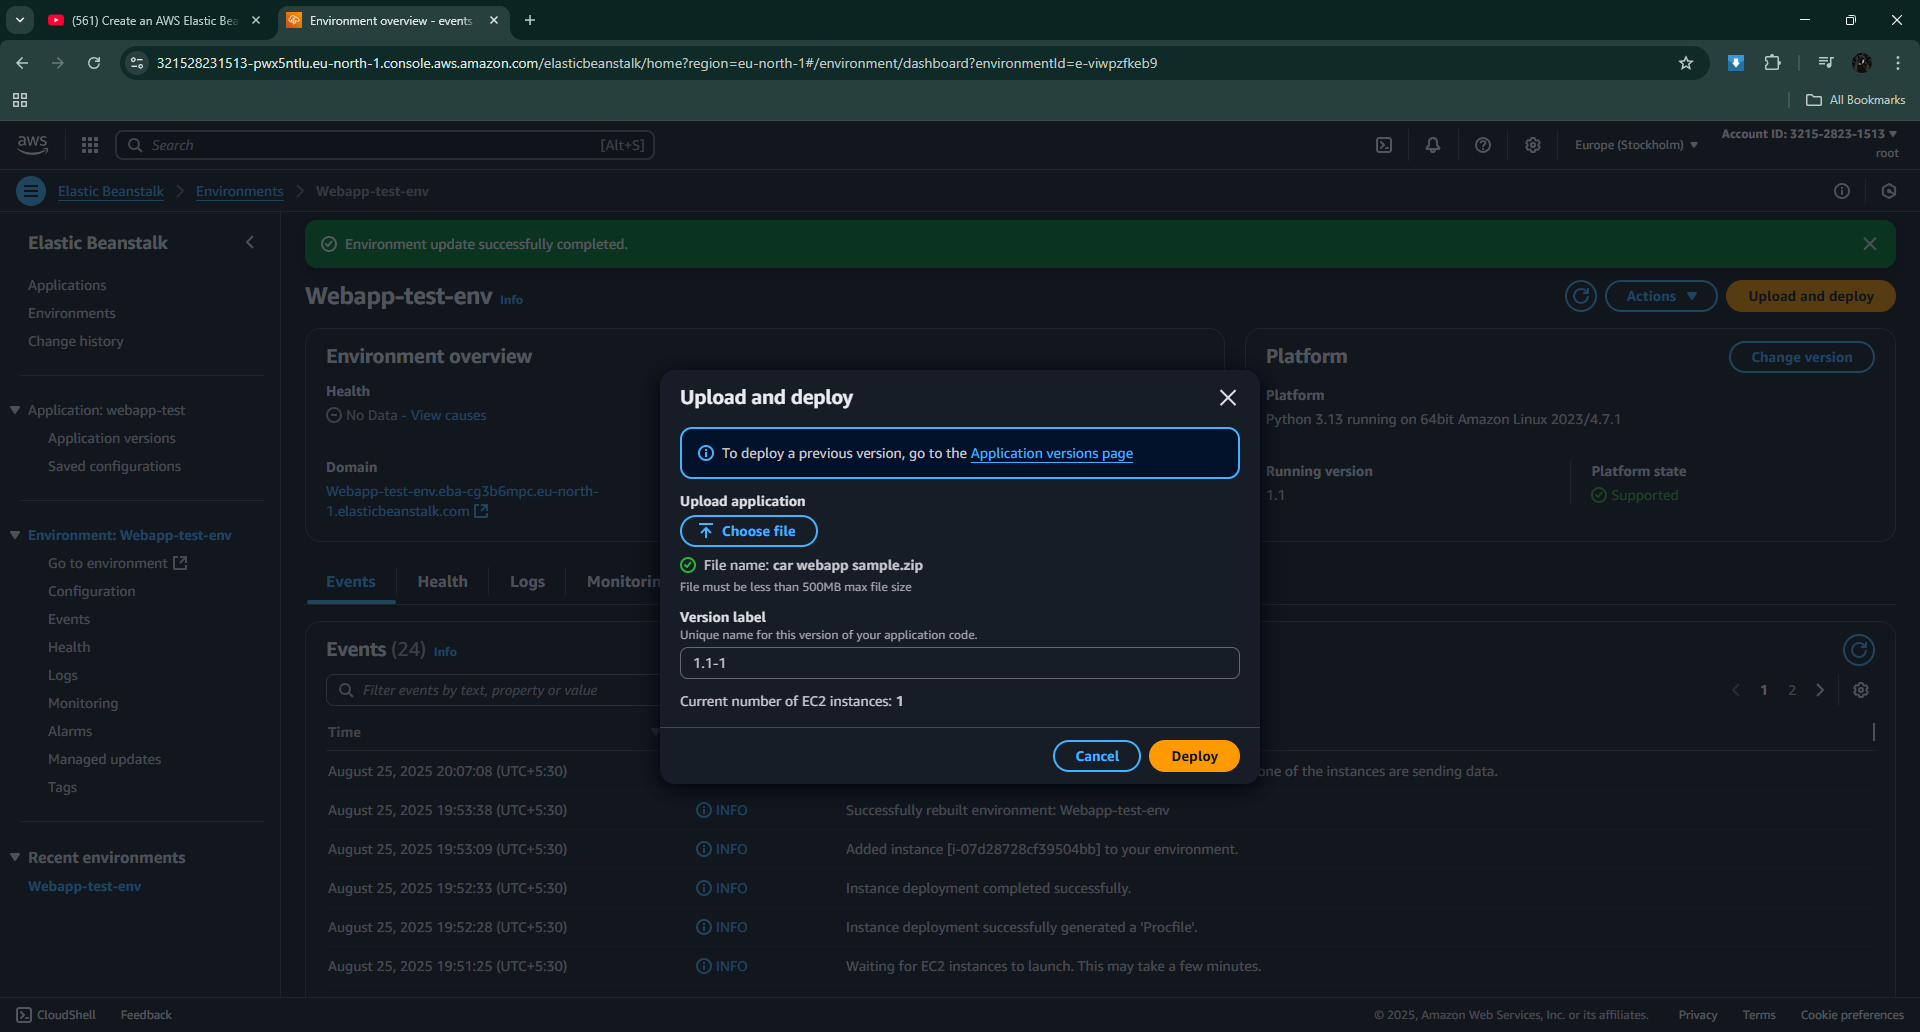 (561) Create an AWS Elastic Bea
Environment overview - events
321528231513-pwx5ntlu.eu-north-1.console.aws.amazon.com/elasticbeanstalk/home?region=eu-north-1#/environment/dashboard?environmentId=e-viwpzfkeb9
All Bookmarks
aws
Search
[Alt+S]
Europe (Stockholm)
Account ID: 3215-2823-1513
root
Elastic Beanstalk
Environments
Webapp-test-env
Elastic Beanstalk
Applications
Environments
Change history
Application: webapp-test
Application versions
Saved configurations
Environment: Webapp-test-env
Go to environment
Configuration
Events
Health
Logs
Monitoring
Alarms
Managed updates
Tags
Recent environments
Webapp-test-env
Environment update successfully completed.
Webapp-test-env Info
Actions
Upload and deploy
Environment overview
Health
No Data - View causes
Domain
Webapp-test-env.eba-cg3b6mpc.eu-north-
1.elasticbeanstalk.com
Platform
Change version
Platform
Python 3.13 running on 64bit Amazon Linux 2023/4.7.1
Running version
1.1
Platform state
Supported
Upload and deploy
To deploy a previous version, go to the Application versions page
Upload application
Choose file
File name: car webapp sample.zip
File must be less than 500MB max file size
Version label
Unique name for this version of your application code.
1.1-1
Current number of EC2 instances: 1
Cancel
Deploy
Events
Health
Logs
Monitorin
Events (24) Info
Filter events by text, property or value
1
2
Time
August 25, 2025 20:07:08 (UTC+5:30)
one of the instances are sending data.
August 25, 2025 19:53:38 (UTC+5:30) INFO Successfully rebuilt environment: Webapp-test-env
August 25, 2025 19:53:09 (UTC+5:30) INFO Added instance [i-07d28728cf39504bb] to your environment.
August 25, 2025 19:52:33 (UTC+5:30) INFO Instance deployment completed successfully.
August 25, 2025 19:52:28 (UTC+5:30) INFO Instance deployment successfully generated a 'Procfile'.
August 25, 2025 19:51:25 (UTC+5:30) INFO Waiting for EC2 instances to launch. This may take a few minutes.
CloudShell
Feedback
© 2025, Amazon Web Services, Inc. or its affiliates.
Privacy
Terms
Cookie preferences